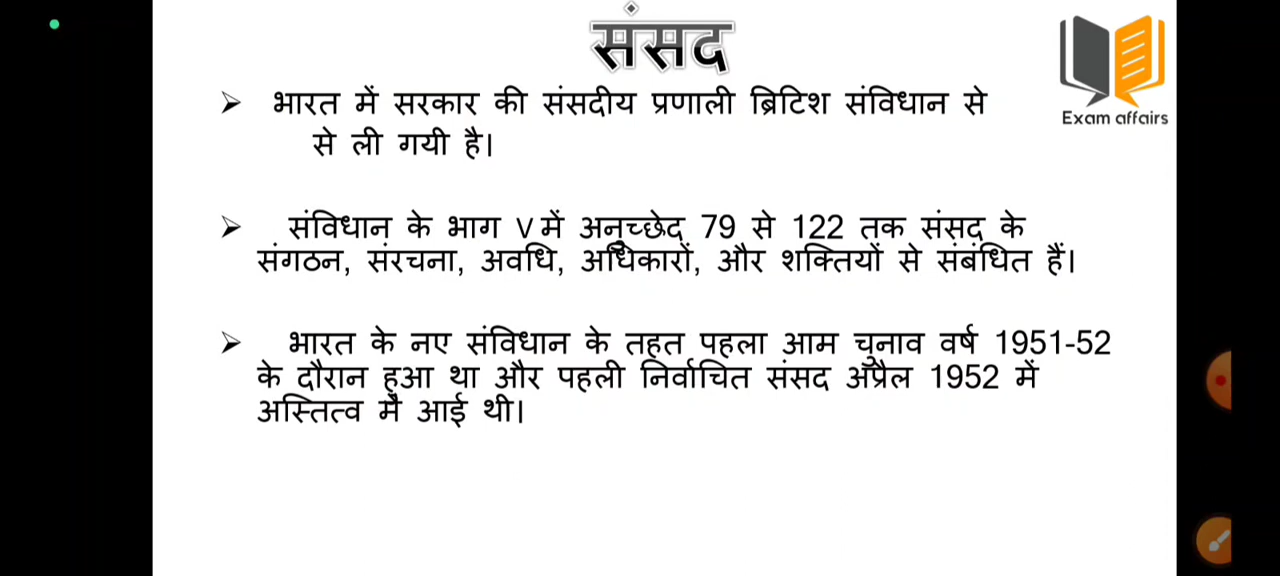 संसद
Exam affairs
➢ भारत में सरकार की संसदीय प्रणाली ब्रिटिश संविधान से
से ली गयी है।
➢ संविधान के भाग V में अनुच्छेद 79 से 122 तक संसद के
संगठन, संरचना, अवधि, अधिकारों, और शक्तियों से संबंधित हैं।
➢ भारत के नए संविधान के तहत पहला आम चुनाव वर्ष 1951-52
के दौरान हुआ था और पहली निर्वाचित संसद अप्रैल 1952 में
अस्तित्व में आई थी।